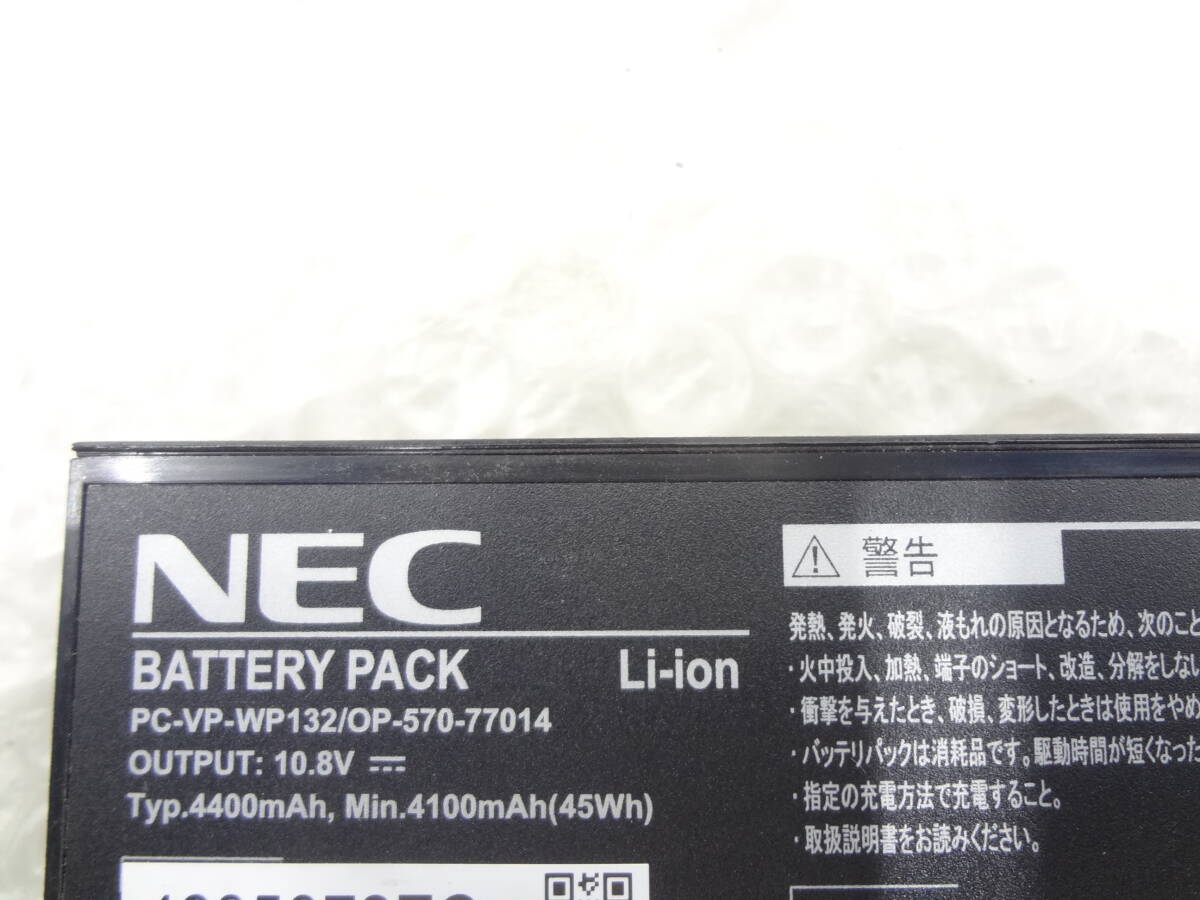 NEC
BATTERY PACK Li-ion
PC-VP-WP132/OP-570-77014
OUTPUT: 10.8V
Typ.4400mAh, Min.4100mAh(45Wh)
警告
発熱、発火、破裂、液もれの原因となるため、次のこと
・火中投入、加熱、端子のショート、改造、分解をしない
・衝撃を与えたとき、破損、変形したときは使用をやめ
・バッテリパックは消耗品です。駆動時間が短くなった
・指定の充電方法で充電すること。
・取扱説明書をお読みください。